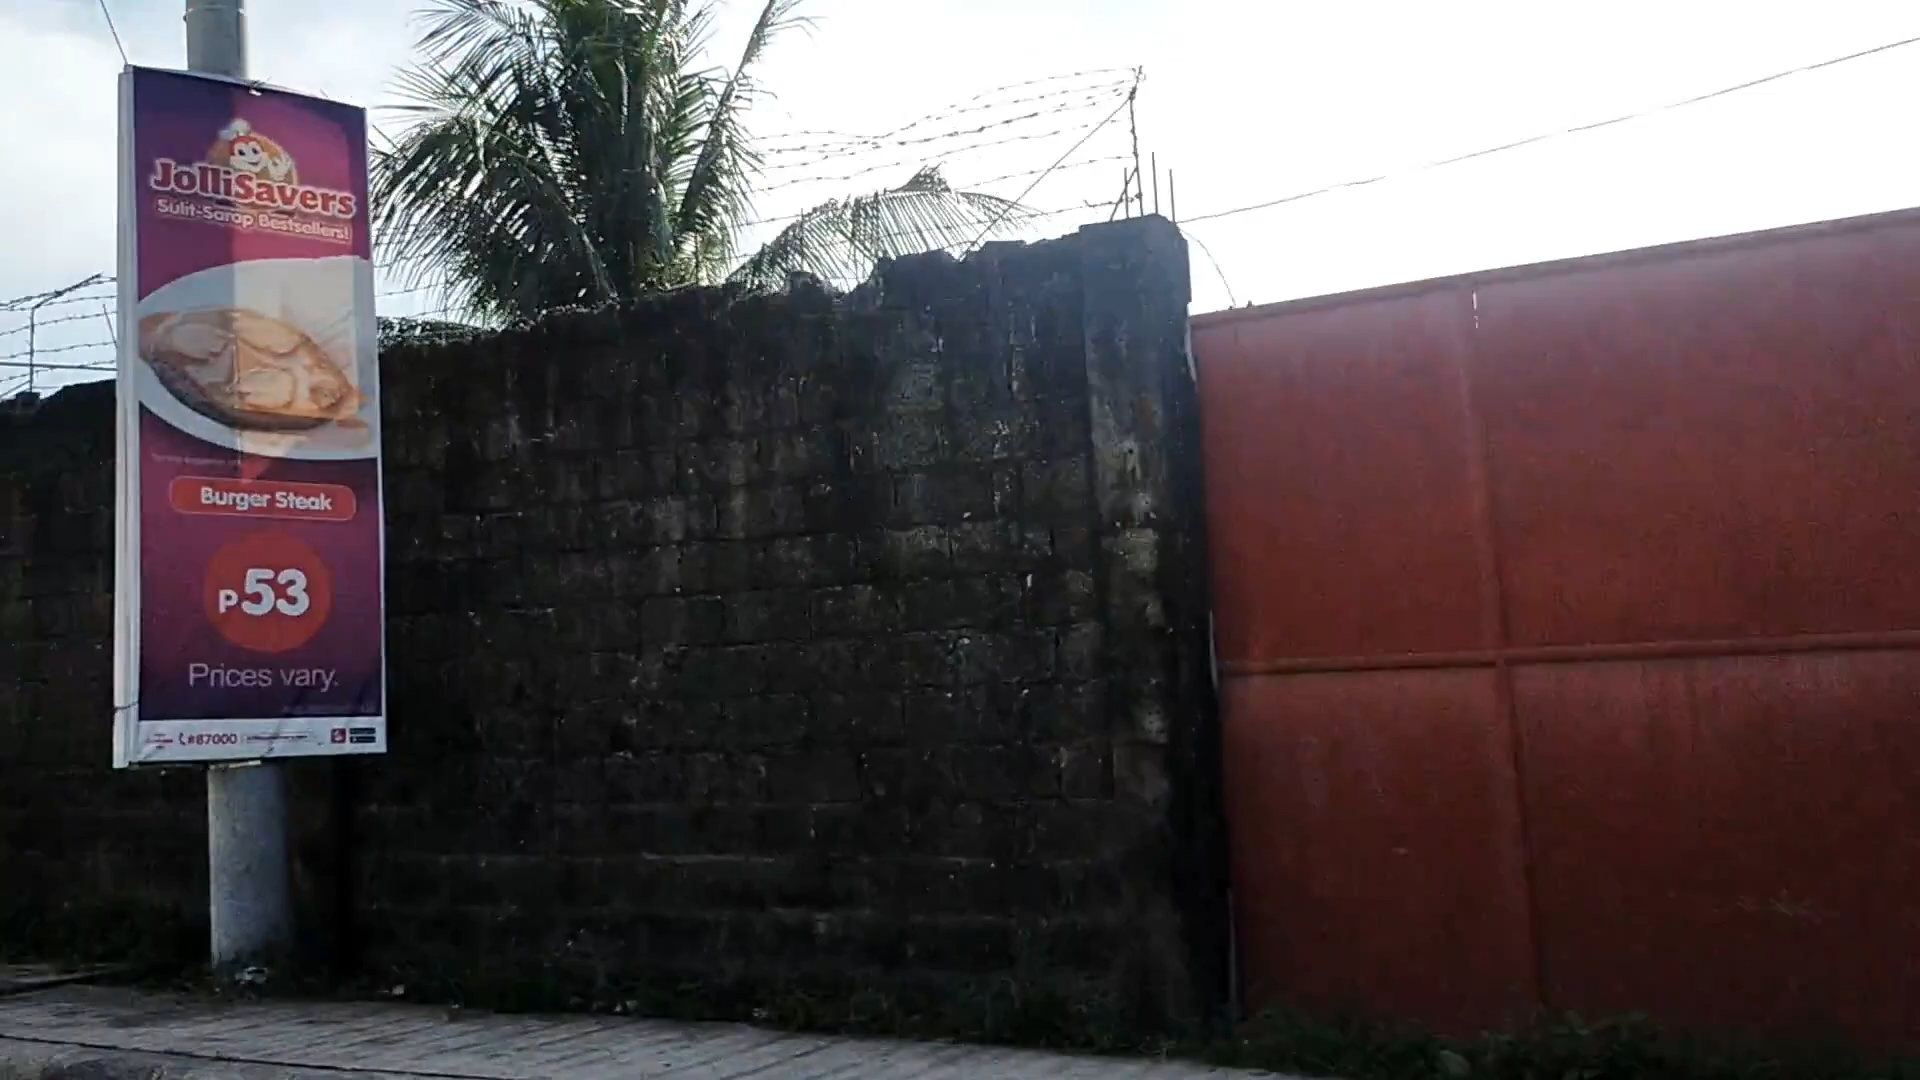 JolliSavers
Sulit-Sarap Bestsellers!
Burger Steak
P53
Prices vary.
#87000